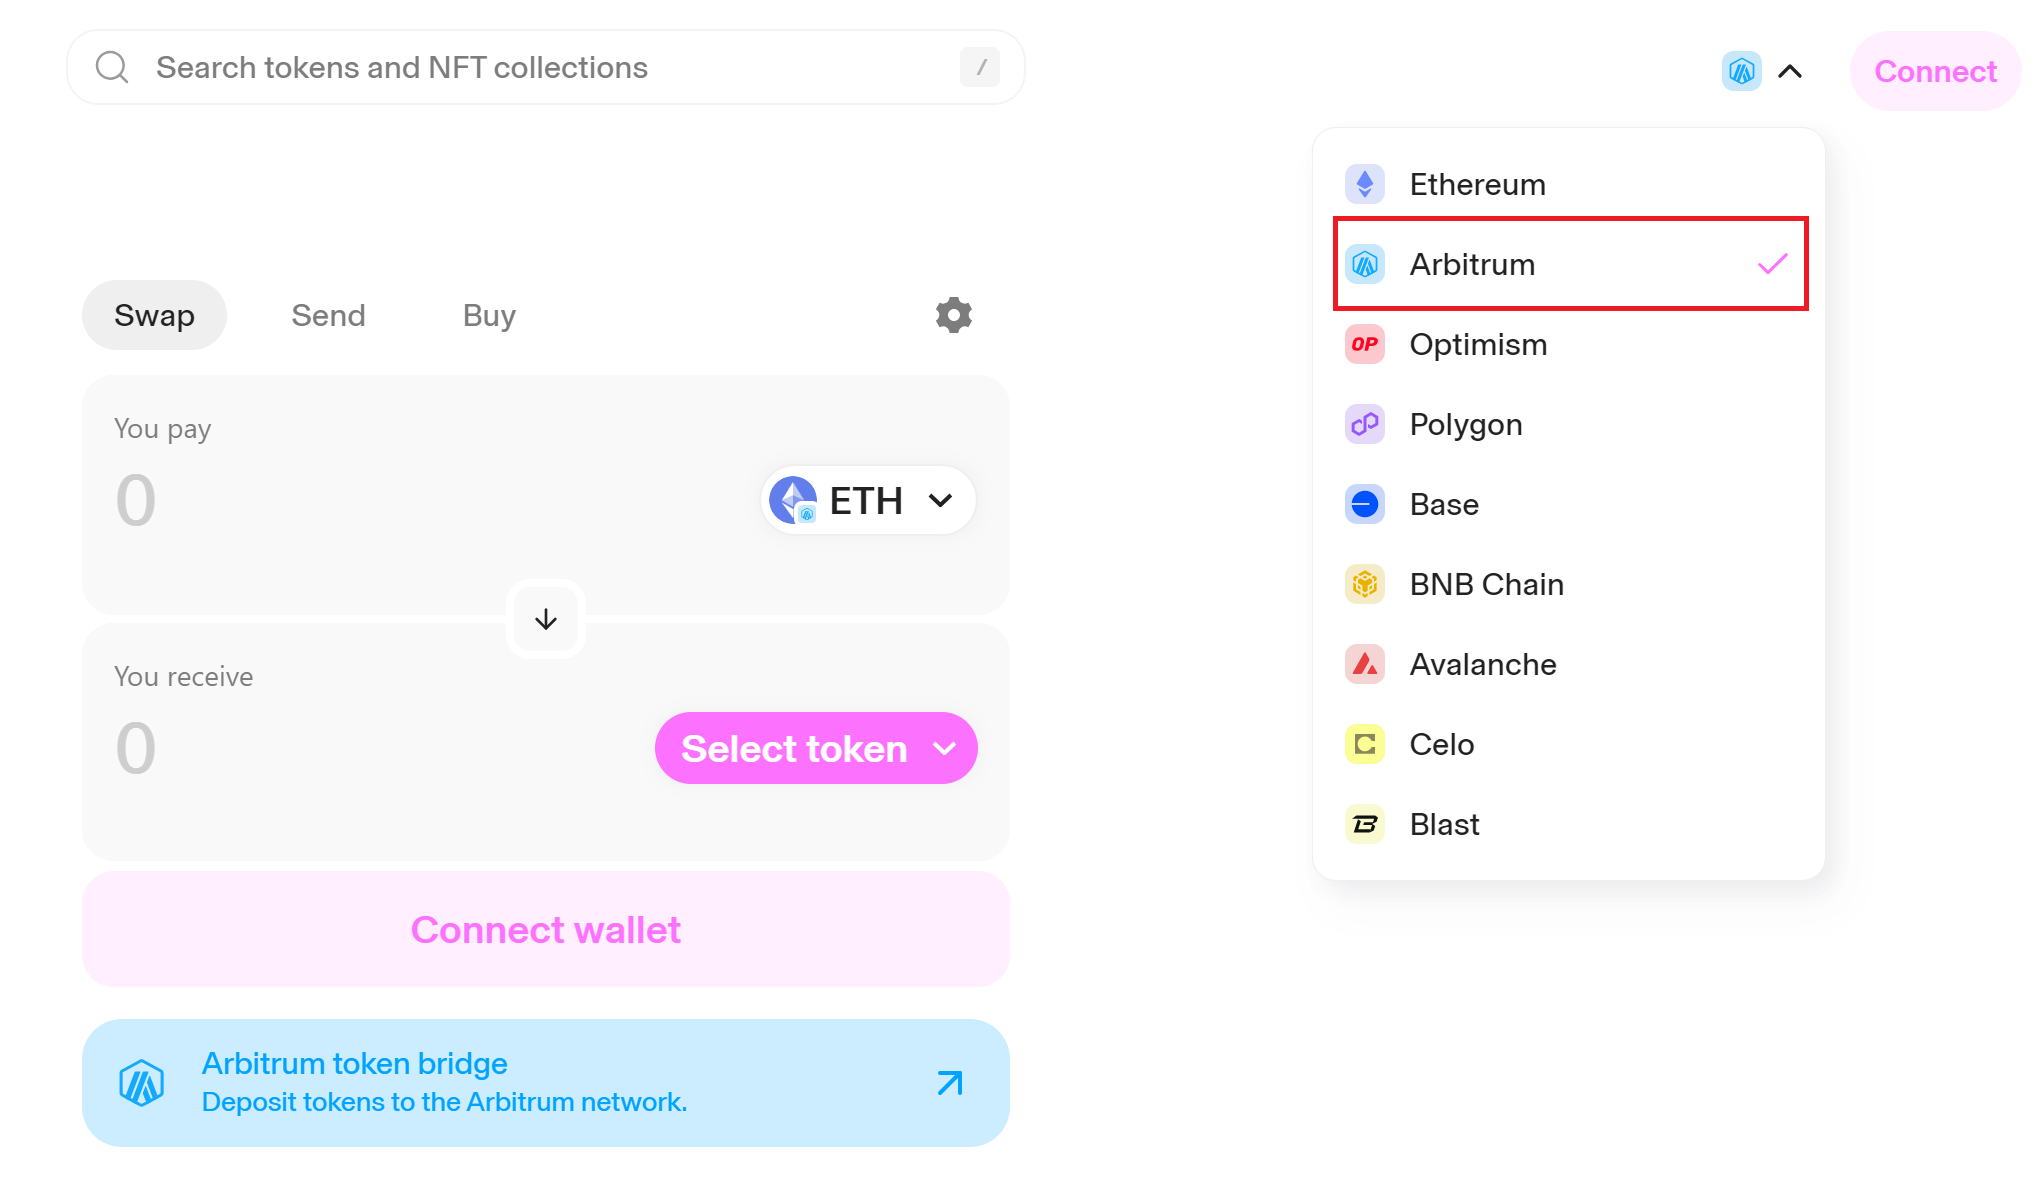 Search tokens and NFT collections
/
Connect
Ethereum
Arbitrum
OP
Optimism
Polygon
Base
BNB Chain
Avalanche
Celo
Blast
Swap
Send
Buy
You pay
0
ETH
You receive
0
Select token
Connect wallet
Arbitrum token bridge
Deposit tokens to the Arbitrum network.